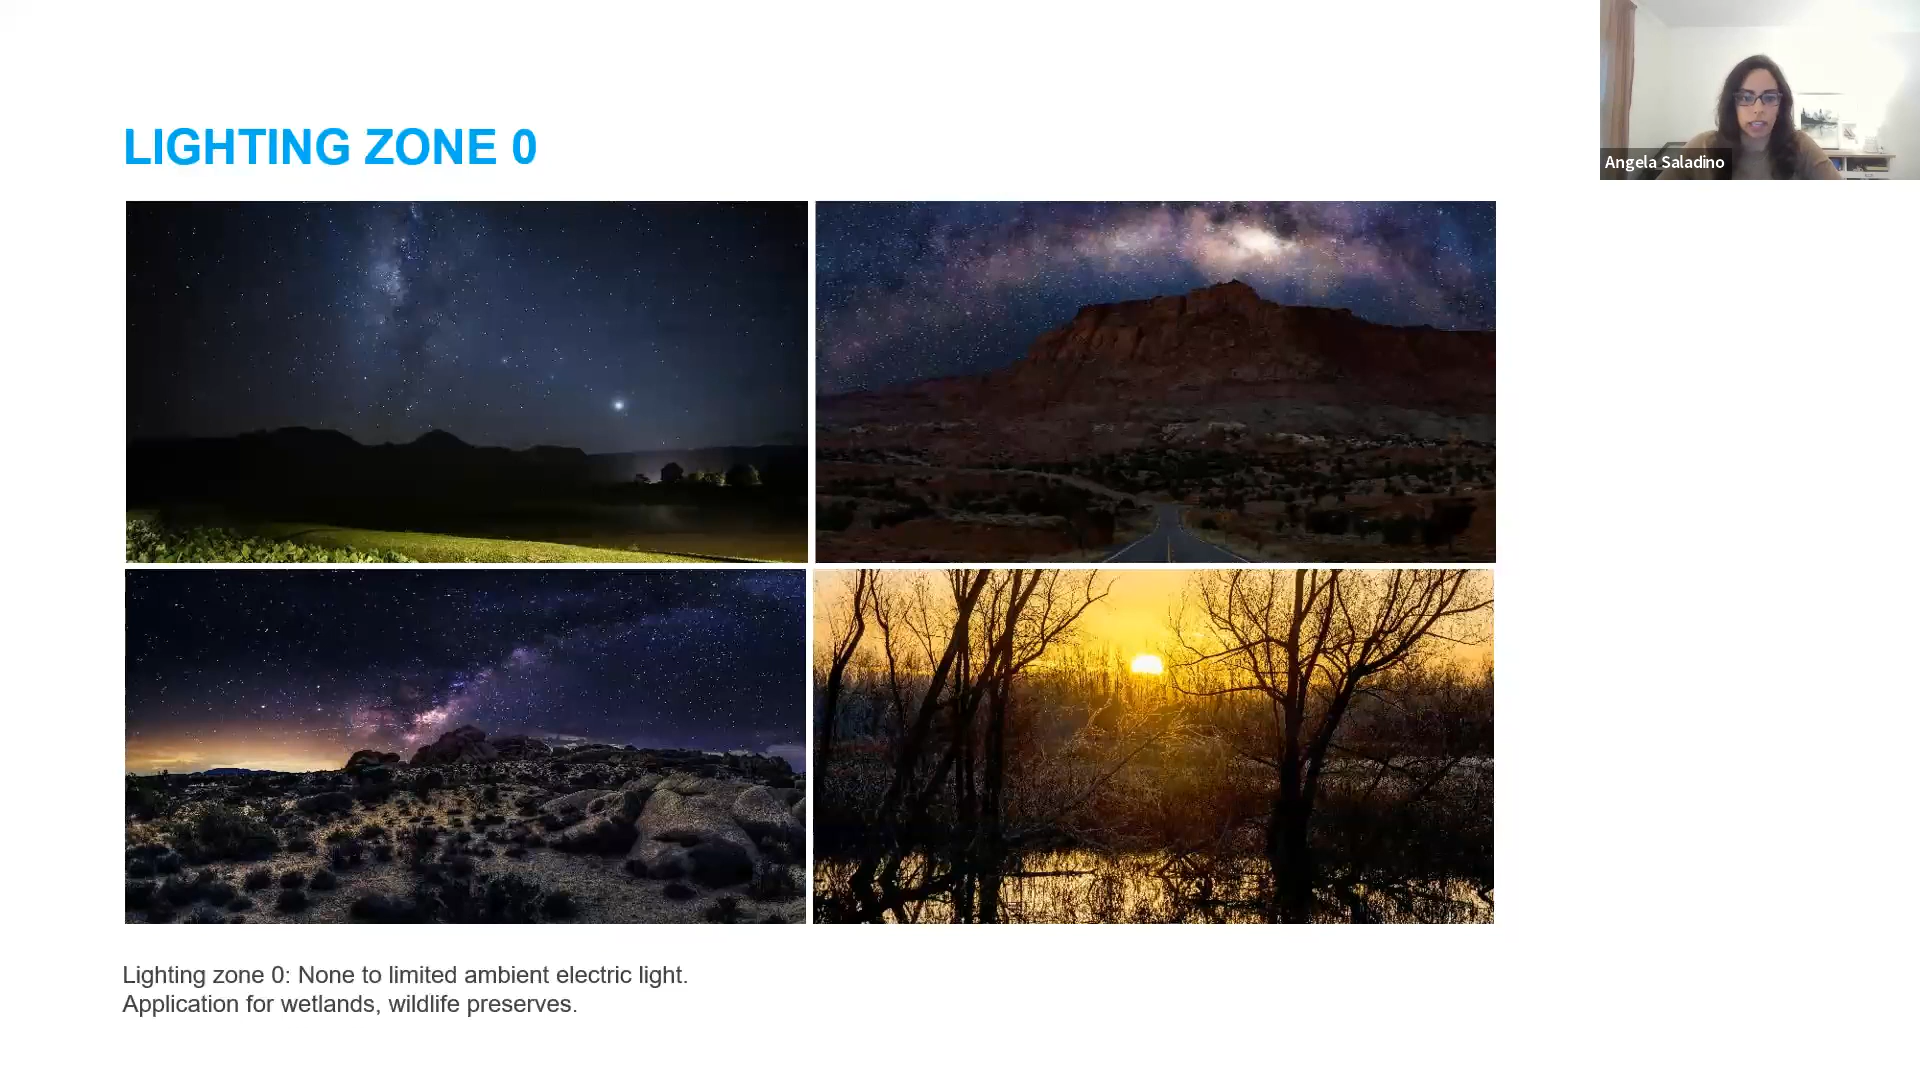 LIGHTING ZONE 0
Angela Saladino
Lighting zone 0: None to limited ambient electric light.
Application for wetlands, wildlife preserves.